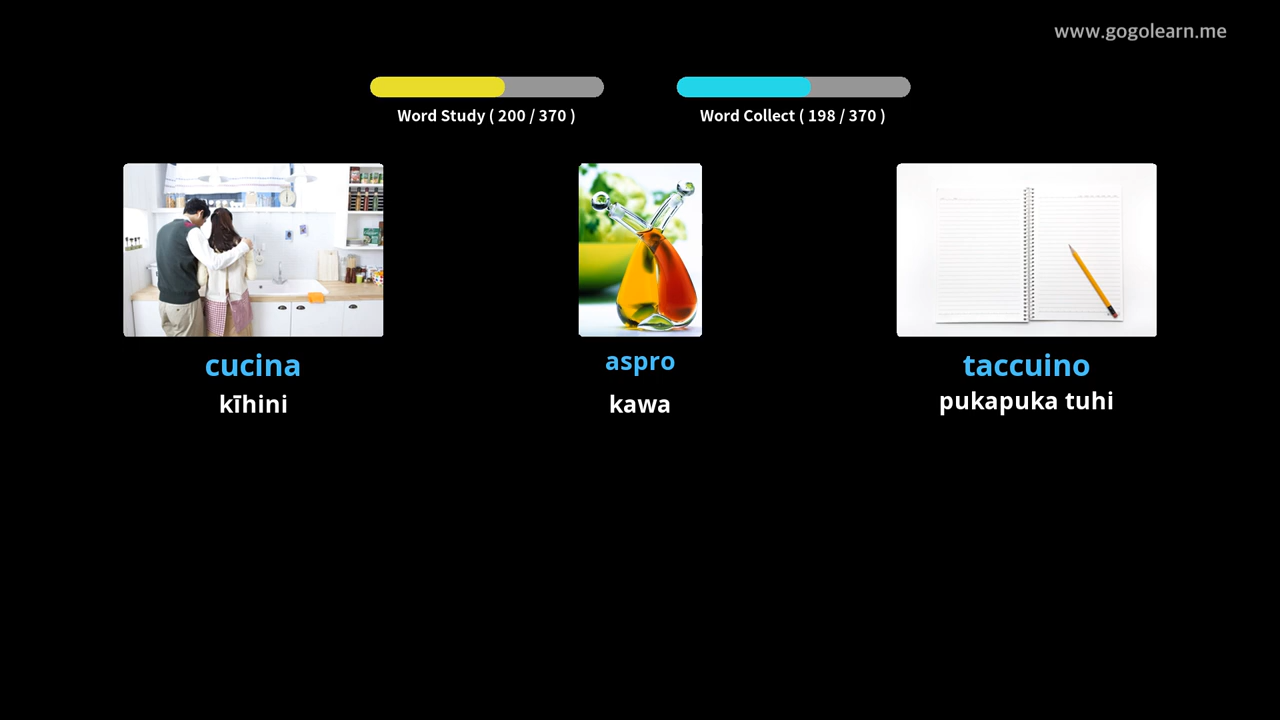 www.gogolearn.me
Word Study ( 200 / 370 )
Word Collect ( 198 / 370 )
cucina
kīhini
aspro
kawa
taccuino
pukapuka tuhi